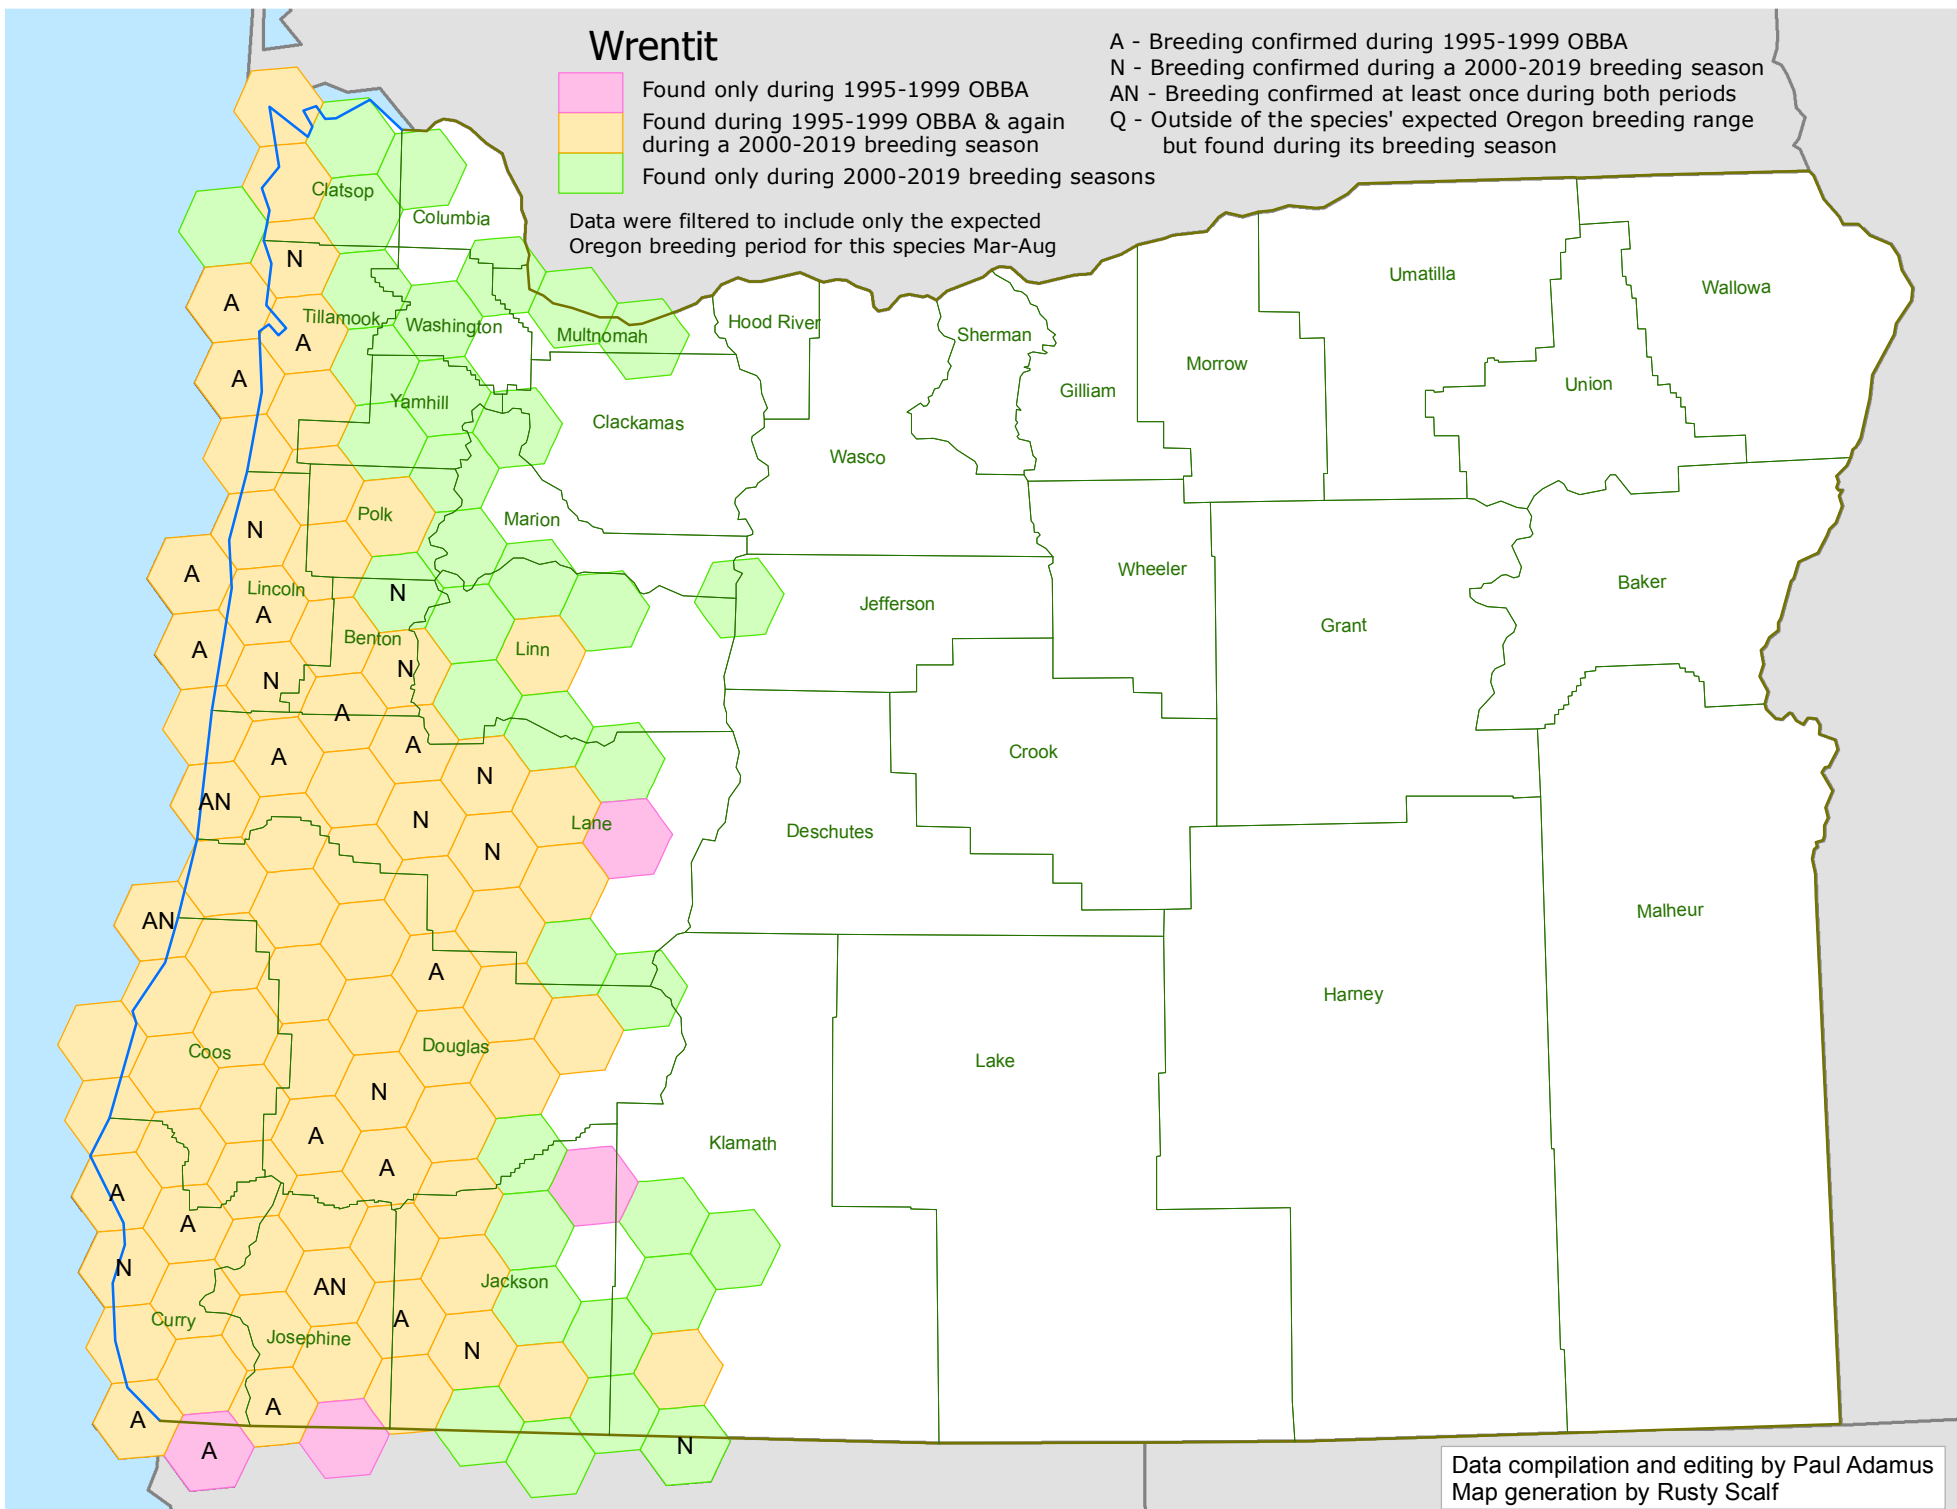 Wrentit
Found only during 1995-1999 OBBA
Found during 1995-1999 OBBA & again
during a 2000-2019 breeding season
Found only during 2000-2019 breeding seasons
Data were filtered to include only the expected
Oregon breeding period for this species Mar-Aug
A - Breeding confirmed during 1995-1999 OBBA
N - Breeding confirmed during a 2000-2019 breeding season
AN - Breeding confirmed at least once during both periods
Q - Outside of the species' expected Oregon breeding range
but found during its breeding season
Clatsop
Columbia
N
Umatilla
Wallowa
A
Tillamook
Washington
Multnomah
Hood River
Sherman
A
Morrow
A
Union
Gilliam
Yamhill
Clackamas
Wasco
Polk
Marion
N
A
Lincoln
N
Wheeler
Baker
Jefferson
A
Grant
Benton
A
Linn
N
N
A
A
A
Crook
N
AN
N
Lane
Deschutes
N
AN
Malheur
A
Harney
Coos
Douglas
Lake
N
A
Klamath
A
A
A
N
AN
Jackson
Curry
A
Josephine
N
A
A
A
N
Data compilation and editing by Paul Adamus
Map generation by Rusty Scalf